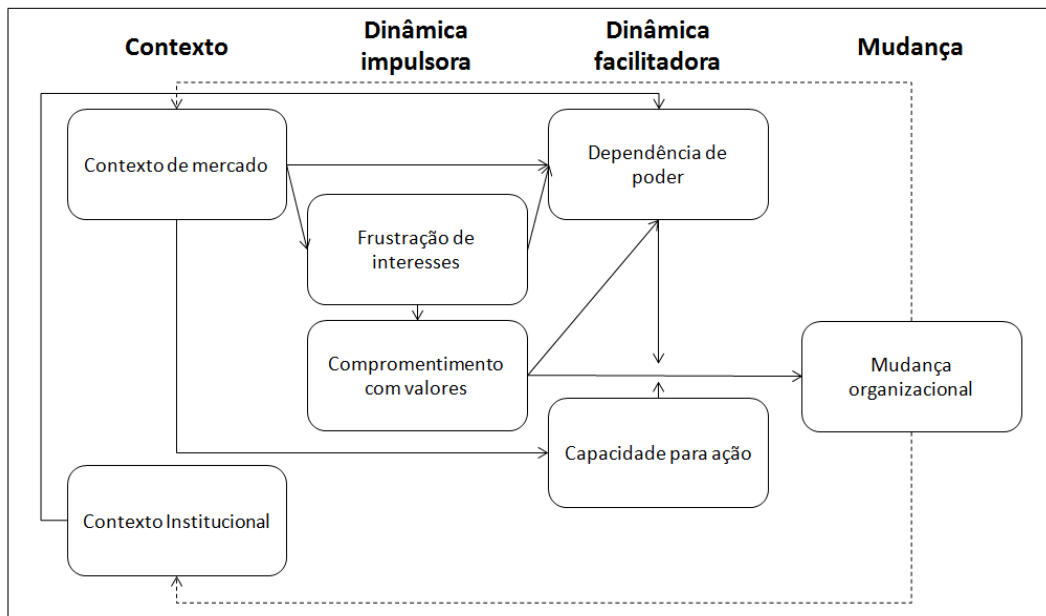 Contexto
Dinâmica
impulsora
Dinâmica
facilitadora
Mudança
Contexto de mercado
Dependência de
poder
Frustração de
interesses
Compromentimento
com valores
Mudança
organizacional
Capacidade para ação
Contexto Institucional